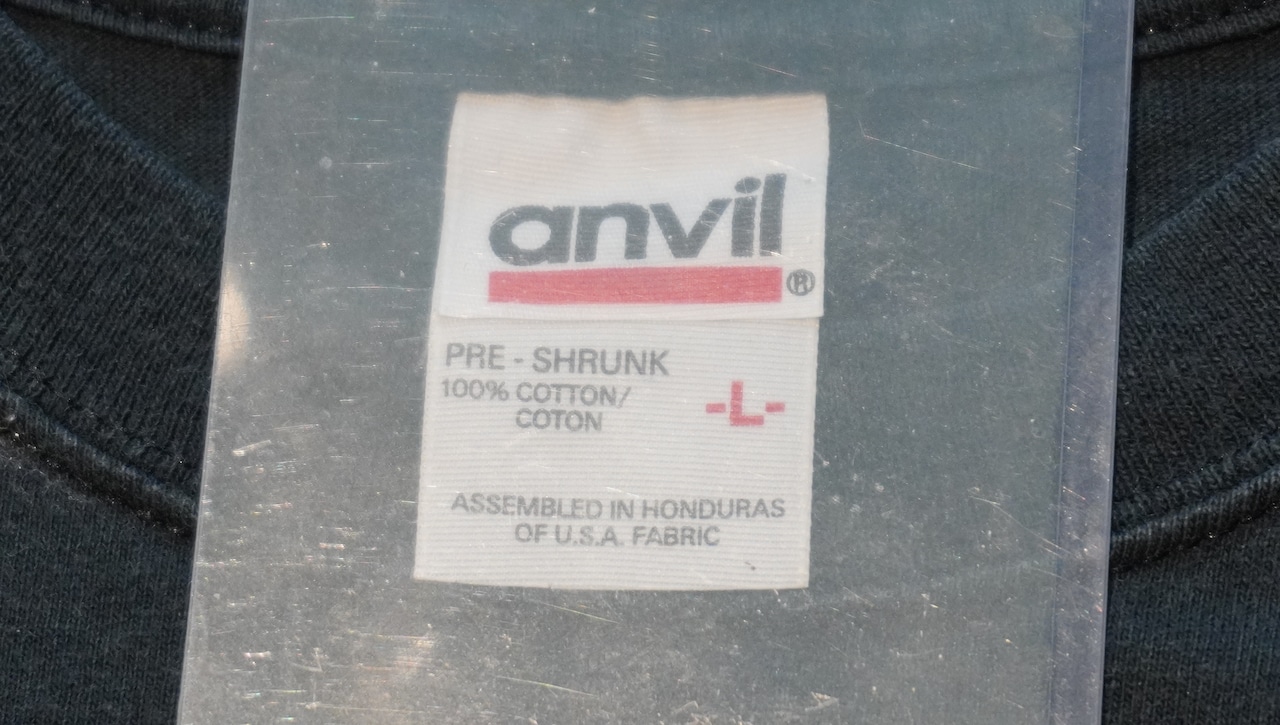 anvil
®
PRE - SHRUNK
100% COTTON/
COTON
-L-
ASSEMBLED IN HONDURAS
OF U.S.A. FABRIC